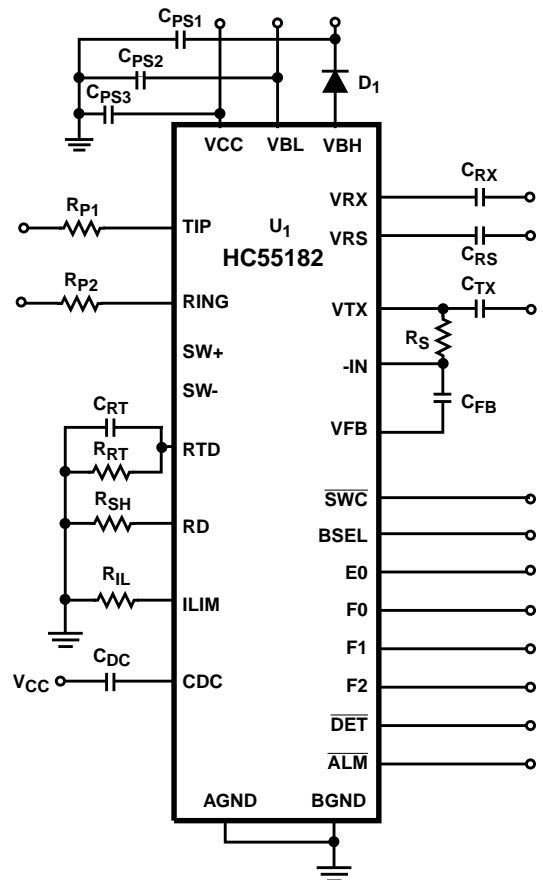 CPS1
CPS2
D1
CPS3
VCC VBL VBH
CRX
VRX
RP1
TIP
U1
VRS
HC55182
CRS
RP2
CTX
RING
VTX
RS
SW+
-IN
SW-
CRT
CFB
VFB
RTD
RRT
RSH
SWC
RD
BSEL
E0
RIL
ILIM
F0
F1
CDC
VCC
CDC
F2
DET
ALM
AGND BGND